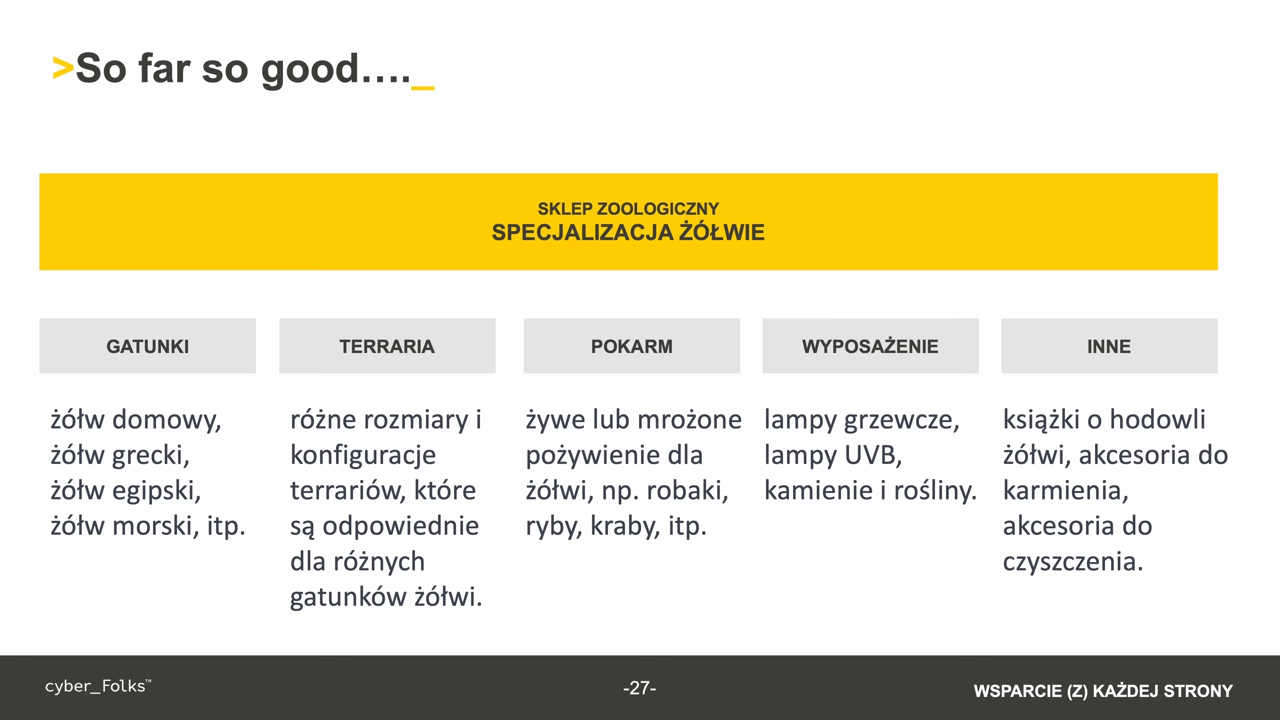 >So far so good...._
SKLEP ZOOLOGICZNY
SPECJALIZACJA ŻÓŁWIE
GATUNKI
żółw domowy,
żółw grecki,
żółw egipski,
żółw morski, itp.
TERRARIA
różne rozmiary i
konfiguracje
terrariów, które
są odpowiednie
dla różnych
gatunków żółwi.
POKARM
żywe lub mrożone
pożywienie dla
żółwi, np. robaki,
ryby, kraby, itp.
WYPOSAŻENIE
lampy grzewcze,
lampy UVB,
kamienie i rośliny.
INNE
książki o hodowli
żółwi, akcesoria do
karmienia,
akcesoria do
czyszczenia.
cyber_Folks™
-27-
WSPARCIE (Z) KAŻDEJ STRONY